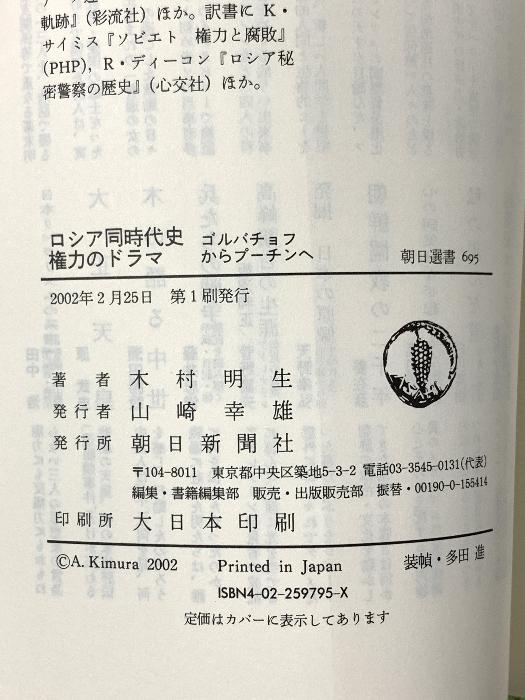 軌跡』(彩流社)ほか。訳書に K・
サイミス『ソビエト 権力と腐敗』
(PHP), R・ディーコン『ロシア秘
密警察の歴史』(心交社)ほか。
ロシア同時代史 ゴルバチョフ
権力のドラマ からプーチンへ
朝日選書 695
2002年2月25日 第1刷発行
著者 木村明生
発行者 山崎幸雄
発行所 朝日新聞社
〒104-8011 東京都中央区築地5-3-2 電話03-3545-0131(代表)
編集・書籍編集部 販売・出版販売部 振替・00190-0-155414
印刷所 大日本印刷
©A. Kimura 2002 Printed in Japan 装幀・多田 進
ISBN4-02-259795-X
定価はカバーに表示してあります